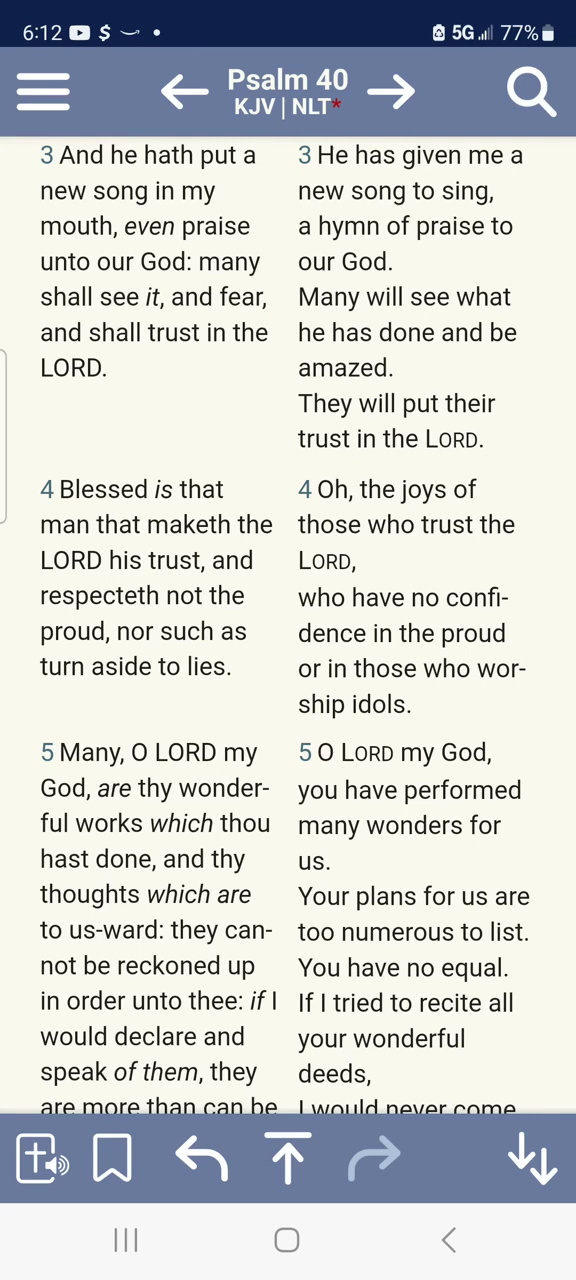 6:12 $ 5G 77%
Psalm 40
KJV | NLT*
3 And he hath put a
new song in my
mouth, even praise
unto our God: many
shall see it, and fear,
and shall trust in the
LORD.
3 He has given me a
new song to sing,
a hymn of praise to
our God.
Many will see what
he has done and be
amazed.
They will put their
trust in the LORD.
4 Blessed is that
man that maketh the
LORD his trust, and
respecteth not the
proud, nor such as
turn aside to lies.
4 Oh, the joys of
those who trust the
LORD,
who have no confi-
dence in the proud
or in those who wor-
ship idols.
5 Many, O LORD my
God, are thy wonder-
ful works which thou
hast done, and thy
thoughts which are
to us-ward: they can-
not be reckoned up
in order unto thee: if I
would declare and
speak of them, they
are more than can be
5 O LORD my God,
you have performed
many wonders for
us.
Your plans for us are
too numerous to list.
You have no equal.
If I tried to recite all
your wonderful
deeds,
I would never come